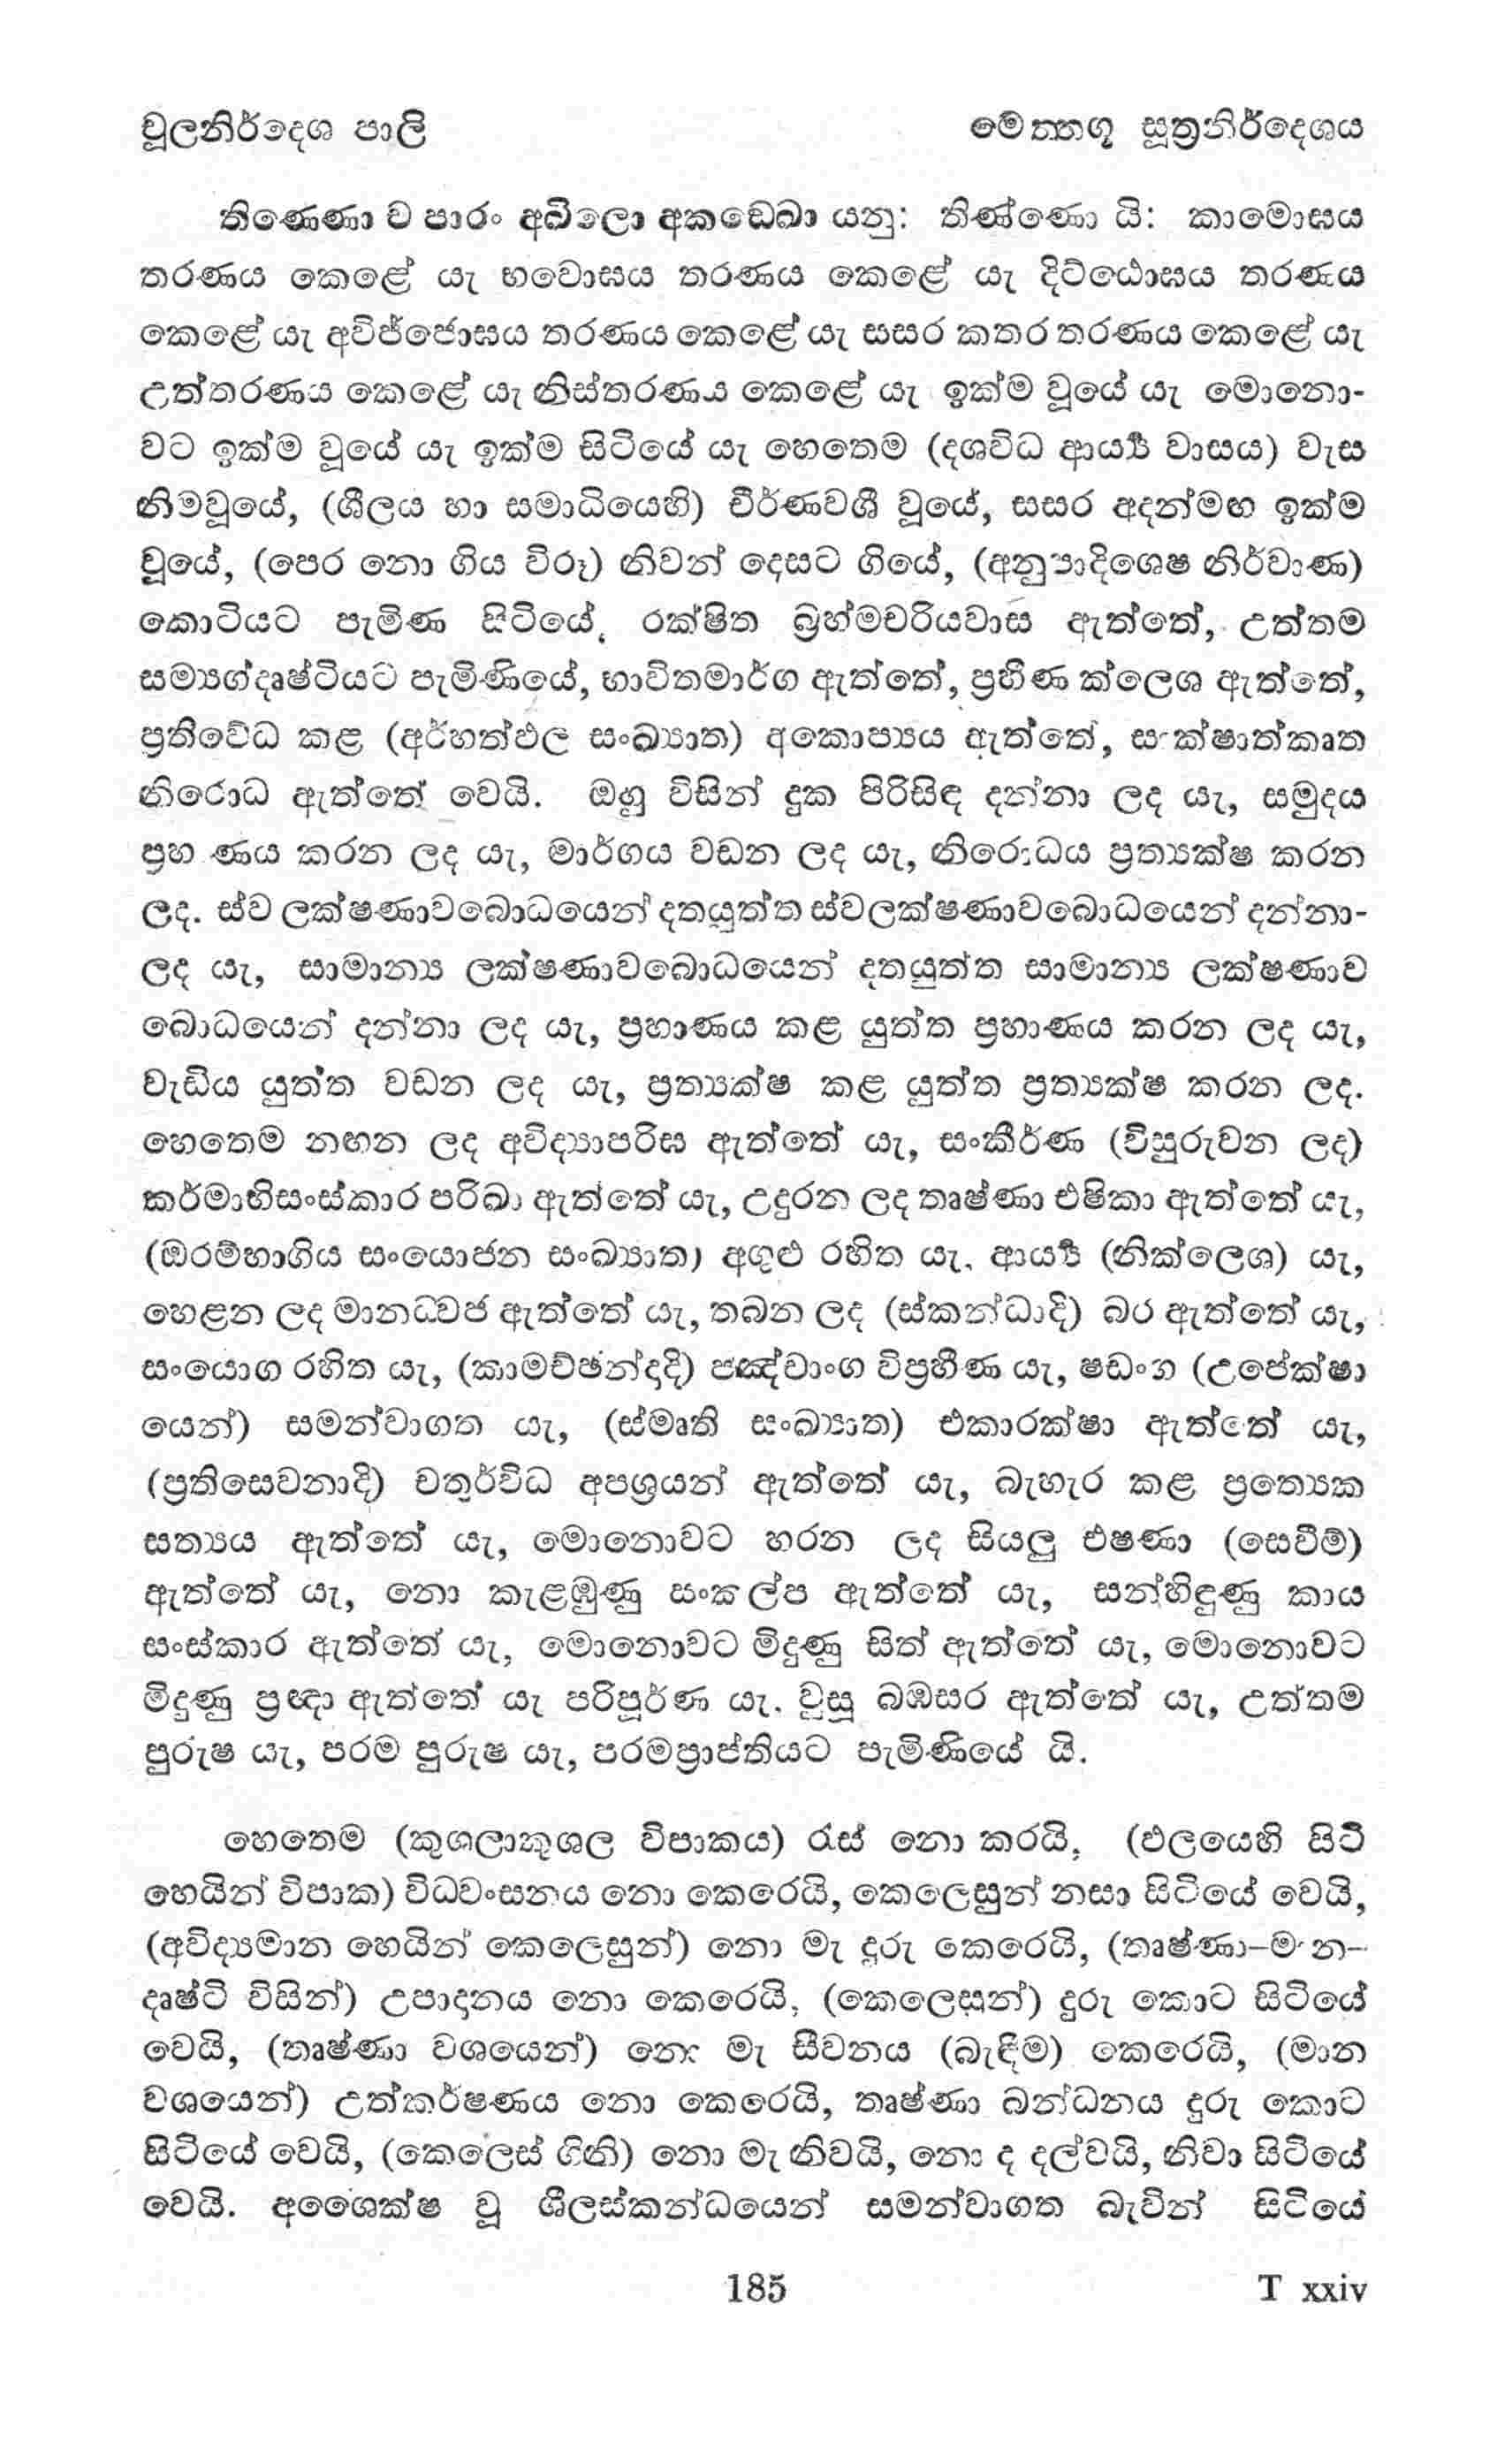 චූලනිර්දෙශ පාලි
මෙත්තගූ සූත්‍රනිර්දෙශය
තිණ්ණො ච පාරං අඛිලො අකඞ්ඛො යනු: තිණ්ණො යි: කාමොඝය
තරණය කෙළේ යැ භවොඝය තරණය කෙළේ යැ දිට්ඨොඝය තරණය
කෙළේ යැ අවිජ්ජොඝය තරණය කෙළේ යැ සසර කතර තරණය කෙළේ යැ
උත්තරණය කෙළේ යැ නිස්තරණය කෙළේ යැ ඉක්ම වූයේ යැ මොනො-
වට ඉක්ම වූයේ යැ ඉක්ම සිටියේ යැ හෙතෙම (දශවිධ ආර්‍ය්‍ය වාසය) වැස
නිමවූයේ, (ශීලය හා සමාධියෙහි) චීර්ණවශී වූයේ, සසර අදන්මඟ ඉක්ම
වූයේ, (පෙර නො ගිය විරූ) නිවන් දෙසට ගියේ, (අනුපාදිශෙෂ නිර්වාණ)
කොටියට පැමිණ සිටියේ, රක්ෂිත බ්‍රහ්මචරියවාස ඇත්තේ, උත්තම
සම්‍යග්දෘෂ්ටියට පැමිණියේ, භාවිතමාර්ග ඇත්තේ, ප්‍රහීණ ක්ලෙශ ඇත්තේ,
ප්‍රතිවේධ කළ (අර්හත්ඵල සංඛ්‍යාත) අකොප්‍යය ඇත්තේ, සාක්ෂාත්කෘත
නිරොධ ඇත්තේ වෙයි. ඔහු විසින් දුක පිරිසිඳ දන්නා ලද යැ, සමුදය
ප්‍රහාණය කරන ලද යැ, මාර්ගය වඩන ලද යැ, නිරොධය ප්‍රත්‍යක්ෂ කරන
ලද. ස්ව ලක්ෂණාවබොධයෙන් දතයුත්ත ස්වලක්ෂණාවබොධයෙන් දන්නා-
ලද යැ, සාමාන්‍ය ලක්ෂණාවබොධයෙන් දතයුත්ත සාමාන්‍ය ලක්ෂණාව
බොධයෙන් දන්නා ලද යැ, ප්‍රහාණය කළ යුත්ත ප්‍රහාණය කරන ලද යැ,
වැඩිය යුත්ත වඩන ලද යැ, ප්‍රත්‍යක්ෂ කළ යුත්ත ප්‍රත්‍යක්ෂ කරන ලද.
හෙතෙම නඟන ලද අවිද්‍යාපරිඝ ඇත්තේ යැ, සංකීර්ණ (විසුරුවන ලද)
කර්මාභිසංස්කාර පරිඛා ඇත්තේ යැ, උදුරන ලද තෘෂ්ණා එෂිකා ඇත්තේ යැ,
(ඔරම්භාගිය සංයොජන සංඛ්‍යාත) අගුළු රහිත යැ, ආර්‍ය්‍ය (නික්ලෙශ) යැ,
හෙළන ලද මානධ්වජ ඇත්තේ යැ, තබන ලද (ස්කන්ධාදි) බර ඇත්තේ යැ,
සංයොග රහිත යැ, (කාමච්ඡන්දාදි) පඤ්චාංග විප්‍රහීණ යැ, ෂඩංග (උපේක්ෂා
යෙන්) සමන්වාගත යැ, (ස්මෘති සංඛ්‍යාත) එකාරක්ෂා ඇත්තේ යැ,
(ප්‍රතිසෙවනාදි) චතුර්විධ අපශ්‍රයන් ඇත්තේ යැ, බැහැර කළ ප්‍රත්‍යෙක
සත්‍යය ඇත්තේ යැ, මොනොවට හරන ලද සියලු එෂණා (සෙවීම්)
ඇත්තේ යැ, නො කැළඹුණු සංකල්ප ඇත්තේ යැ, සන්හිඳුණු කාය
සංස්කාර ඇත්තේ යැ, මොනොවට මිදුණු සිත් ඇත්තේ යැ, මොනොවට
මිදුණු ප්‍රඥා ඇත්තේ යැ පරිපූර්ණ යැ, වුසූ බඹසර ඇත්තේ යැ, උත්තම
පුරුෂ යැ, පරම පුරුෂ යැ, පරමප්‍රාප්තියට පැමිණියේ යි.
හෙතෙම (කුශලාකුශල විපාකය) රැස් නො කරයි, (ඵලයෙහි සිටි
හෙයින් විපාක) විධ්වංසනය නො කෙරෙයි, කෙලෙසුන් නසා සිටියේ වෙයි,
(අවිද්‍යමාන හෙයින් කෙලෙසුන්) නො මැ දුරු කෙරෙයි, (තෘෂ්ණා–මාන–
දෘෂ්ටි විසින්) උපාදානය නො කෙරෙයි, (කෙලෙසුන්) දුරු කොට සිටියේ
වෙයි, (තෘෂ්ණා වශයෙන්) නො මැ සීවනය (බැඳීම) කෙරෙයි, (මාන
වශයෙන්) උත්කර්ෂණය නො කෙරෙයි, තෘෂ්ණා බන්ධනය දුරු කොට
සිටියේ වෙයි, (කෙලෙස් ගිනි) නො මැ නිවයි, නො ද දල්වයි, නිවා සිටියේ
වෙයි. අශෛක්ෂ වූ ශීලස්කන්ධයෙන් සමන්වාගත බැවින් සිටියේ
185
T xxiv